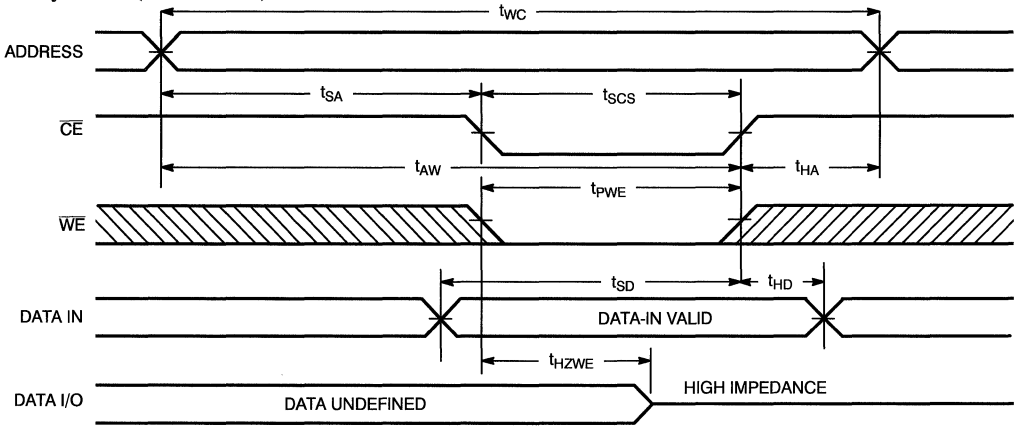 tWC
ADDRESS
tSA tSCS
CE
tAW tHA
tPWE
WE
tSD tHD
DATA IN DATA-IN VALID
tHZWE
DATA I/O DATA UNDEFINED HIGH IMPEDANCE